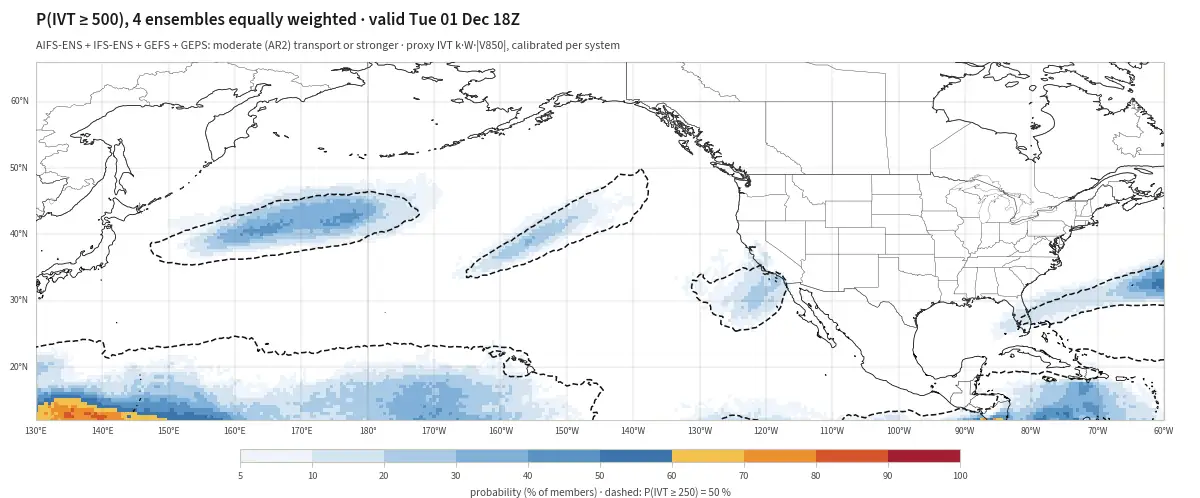 P(IVT ≥ 500), 4 ensembles equally weighted · valid Tue 01 Dec 18Z
AIFS-ENS + IFS-ENS + GEFS + GEPS: moderate (AR2) transport or stronger · proxy IVT k·W·|V850|, calibrated per system
60°N
50°N
40°N
30°N
20°N
130°E 140°E 150°E 160°E 170°E 180° 170°W 160°W 150°W 140°W 130°W 120°W 110°W 100°W 90°W 80°W 70°W 60°W
5 10 20 30 40 50 60 70 80 90 100
probability (% of members) · dashed: P(IVT ≥ 250) = 50 %